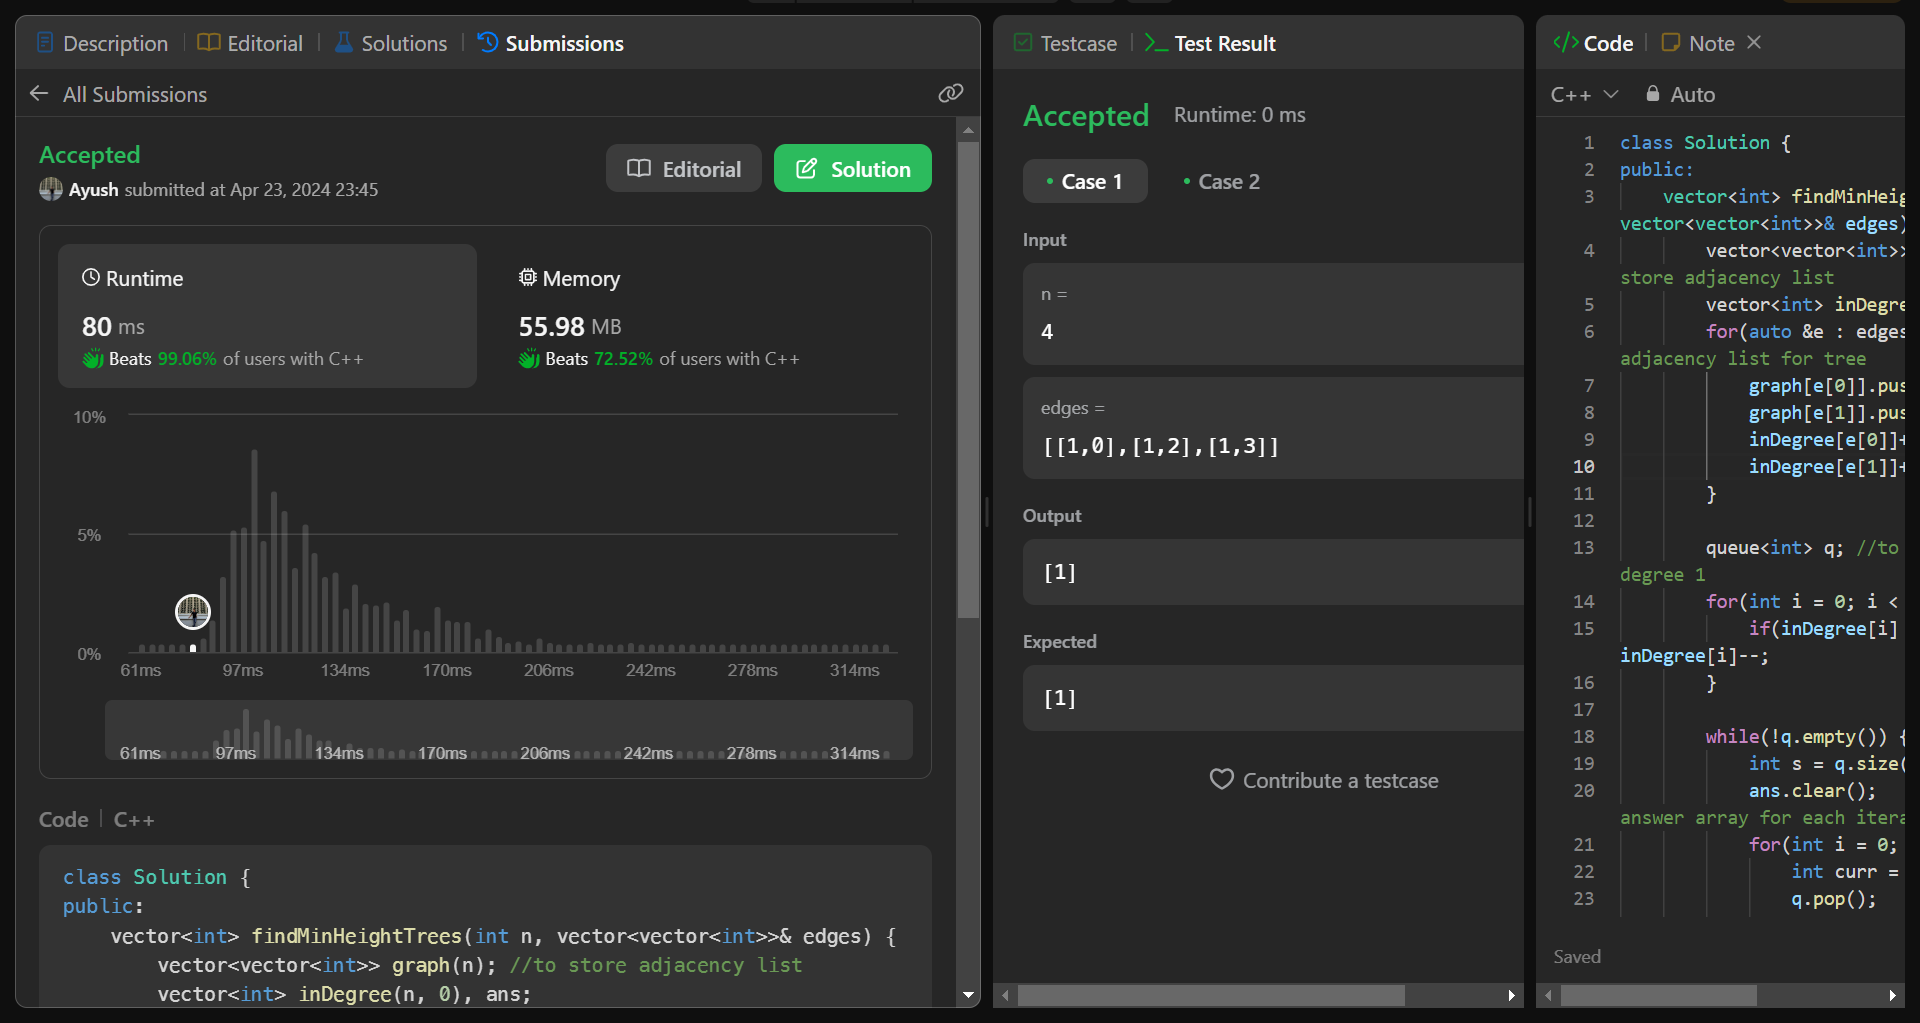 Description
Editorial
Solutions
Submissions
All Submissions
Accepted
Ayush submitted at Apr 23, 2024 23:45
Editorial
Solution
Runtime
80 ms
Beats 99.06% of users with C++
Memory
55.98 MB
Beats 72.52% of users with C++
10%
5%
0%
61ms 97ms 134ms 170ms 206ms 242ms 278ms 314ms
61ms 97ms 134ms 170ms 206ms 242ms 278ms 314ms
Code | C++
class Solution {
public:
vector<int> findMinHeightTrees(int n, vector<vector<int>>& edges) {
vector<vector<int>> graph(n); //to store adjacency list
vector<int> inDegree(n, 0), ans;
Testcase
Test Result
Accepted Runtime: 0 ms
Case 1
Case 2
Input
n =
4
edges =
[[1,0],[1,2],[1,3]]
Output
[1]
Expected
[1]
Contribute a testcase
Code
Note
C++
Auto
1 class Solution {
2 public:
3 vector<int> findMinHeig
vector<vector<int>>& edges)
4 vector<vector<int>>
store adjacency list
5 vector<int> inDegre
6 for(auto &e : edges
adjacency list for tree
7 graph[e[0]].pus
8 graph[e[1]].pus
9 inDegree[e[0]]+
10 inDegree[e[1]]+
11 }
12
13 queue<int> q; //to
degree 1
14 for(int i = 0; i <
15 if(inDegree[i]
inDegree[i]--;
16 }
17
18 while(!q.empty()) {
19 int s = q.size(
20 ans.clear();
answer array for each itera
21 for(int i = 0;
22 int curr =
23 q.pop();
Saved